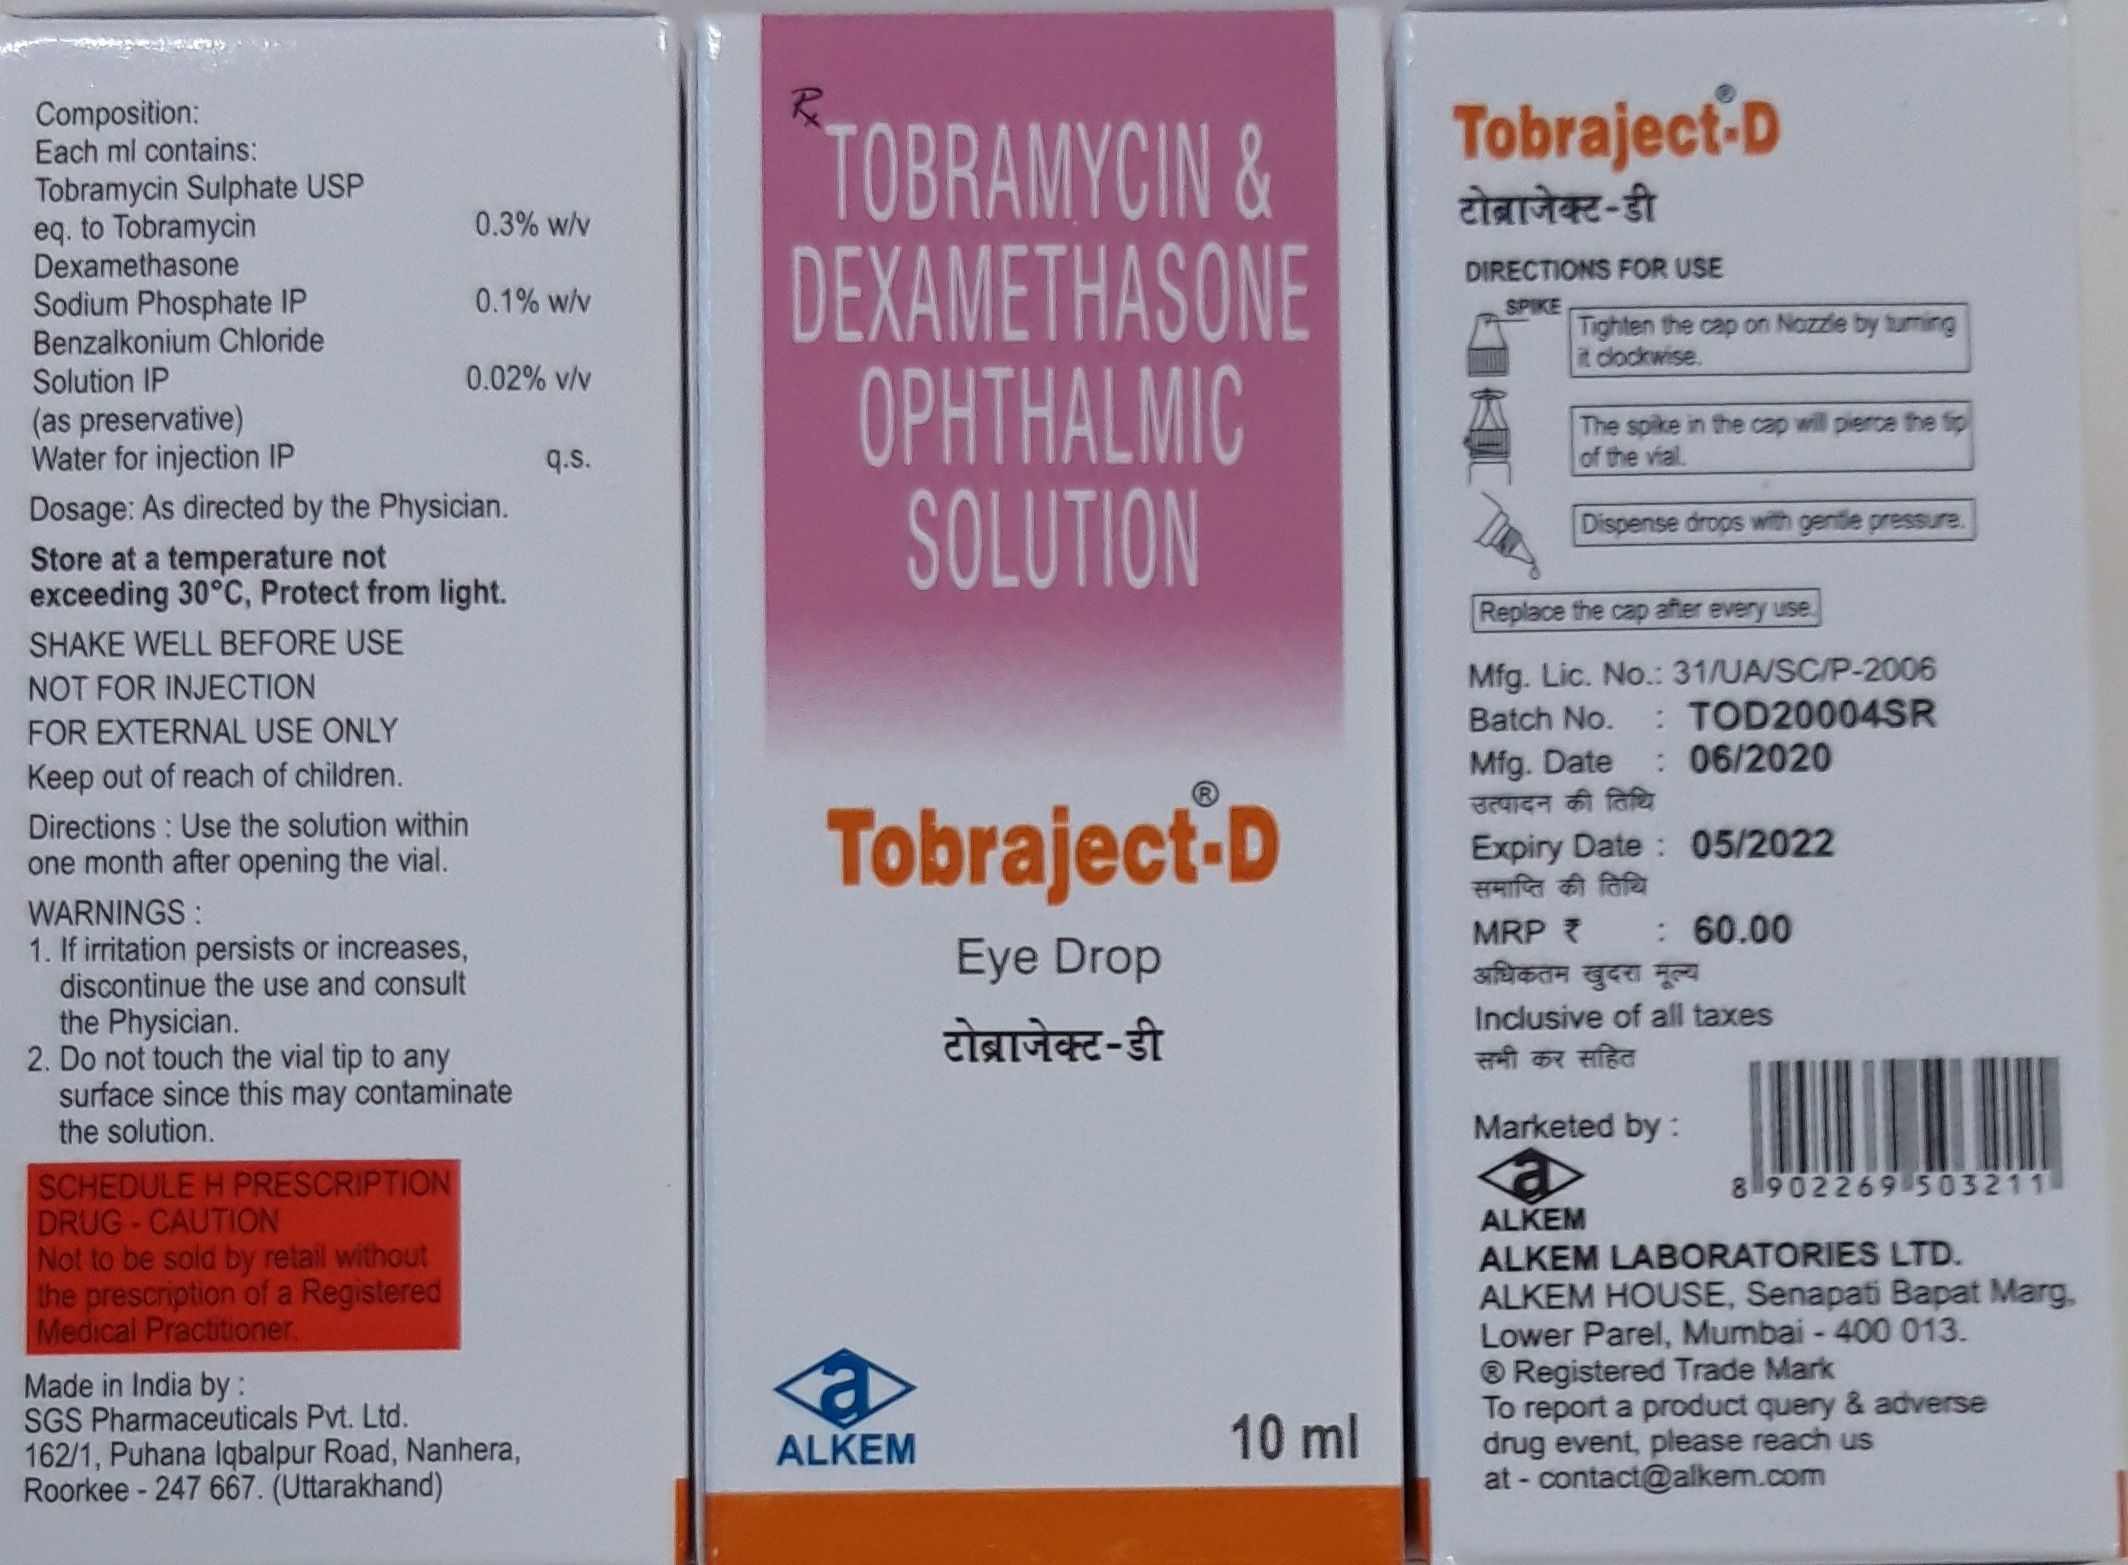 Composition:
Each ml contains:
Tobramycin Sulphate USP
eq. to Tobramycin 0.3% w/v
Dexamethasone
Sodium Phosphate IP 0.1% w/v
Benzalkonium Chloride
Solution IP 0.02% v/v
(as preservative)
Water for injection IP q.s.
Dosage: As directed by the Physician.
Store at a temperature not
exceeding 30°C, Protect from light.
SHAKE WELL BEFORE USE
NOT FOR INJECTION
FOR EXTERNAL USE ONLY
Keep out of reach of children.
Directions : Use the solution within
one month after opening the vial.
WARNINGS :
1. If irritation persists or increases,
discontinue the use and consult
the Physician.
2. Do not touch the vial tip to any
surface since this may contaminate
the solution.
SCHEDULE H PRESCRIPTION
DRUG - CAUTION
Not to be sold by retail without
the prescription of a Registered
Medical Practitioner.
Made in India by :
SGS Pharmaceuticals Pvt. Ltd.
162/1, Puhana Iqbalpur Road, Nanhera,
Roorkee - 247 667. (Uttarakhand)
Rx
TOBRAMYCIN &
DEXAMETHASONE
OPHTHALMIC
SOLUTION
Tobraject®-D
Eye Drop
टोब्राजेक्ट-डी
a
ALKEM
10 ml
Tobraject®-D
टोब्राजेक्ट-डी
DIRECTIONS FOR USE
SPIKE
Tighten the cap on Nozzle by turning
it clockwise.
The spike in the cap will pierce the tip
of the vial.
Dispense drops with gentle pressure.
Replace the cap after every use.
Mfg. Lic. No.: 31/UA/SC/P-2006
Batch No. : TOD20004SR
Mfg. Date : 06/2020
उत्पादन की तिथि
Expiry Date : 05/2022
समाप्ति की तिथि
MRP ₹ : 60.00
अधिकतम खुदरा मूल्य
Inclusive of all taxes
सभी कर सहित
Marketed by :
8 902269 503211
a
ALKEM
ALKEM LABORATORIES LTD.
ALKEM HOUSE, Senapati Bapat Marg,
Lower Parel, Mumbai - 400 013.
® Registered Trade Mark
To report a product query & adverse
drug event, please reach us
at - contact@alkem.com